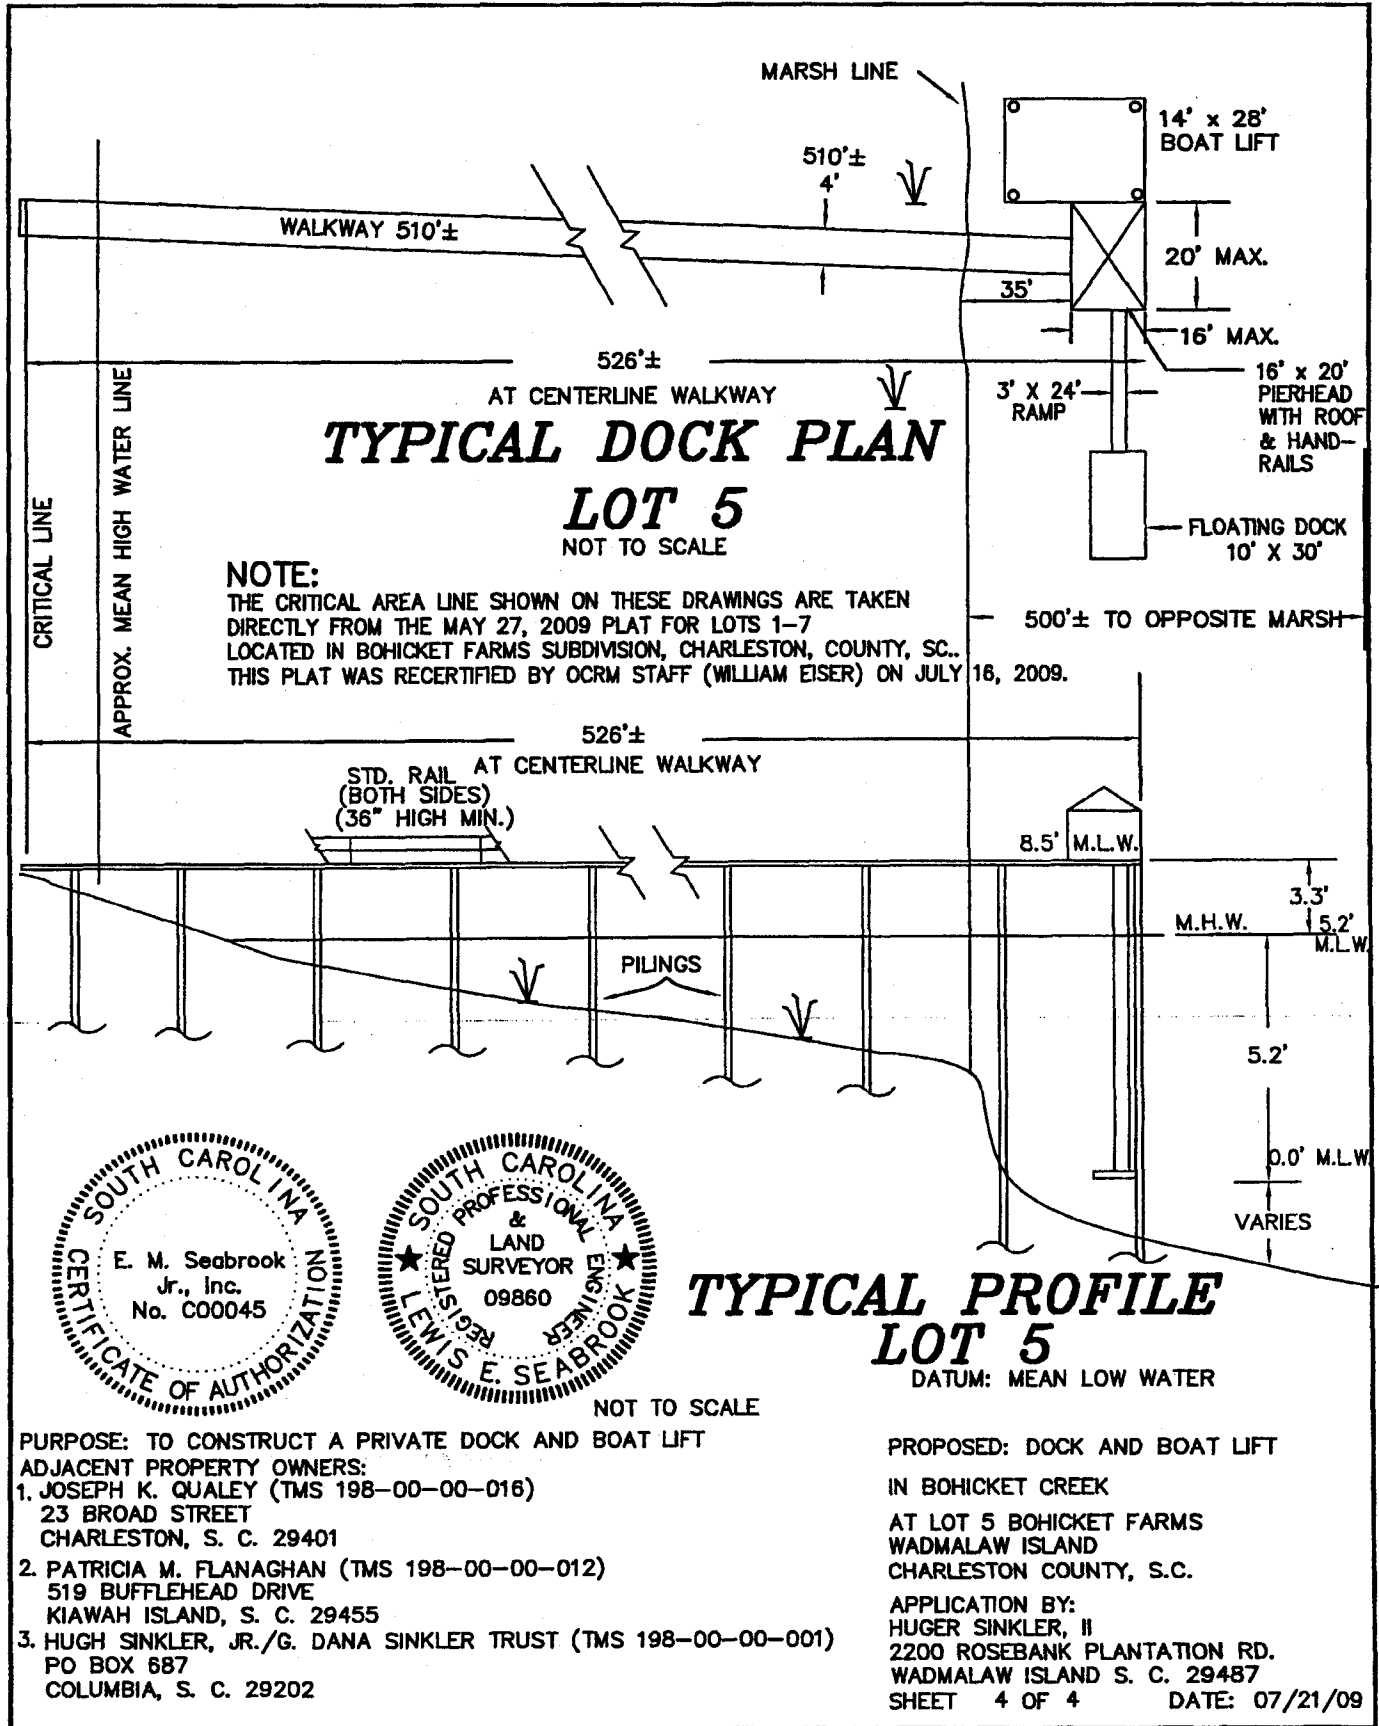 MARSH LINE
14' x 28'
BOAT LIFT
510'±
4'
WALKWAY 510'±
20' MAX.
35'
16' MAX.
526'±
AT CENTERLINE WALKWAY
3' X 24'
RAMP
16' x 20'
PIERHEAD
WITH ROOF
& HAND-
RAILS
TYPICAL DOCK PLAN
LOT 5
NOT TO SCALE
CRITICAL LINE
APPROX. MEAN HIGH WATER LINE
FLOATING DOCK
10' X 30'
NOTE:
THE CRITICAL AREA LINE SHOWN ON THESE DRAWINGS ARE TAKEN
DIRECTLY FROM THE MAY 27, 2009 PLAT FOR LOTS 1-7
LOCATED IN BOHICKET FARMS SUBDIVISION, CHARLESTON, COUNTY, SC..
THIS PLAT WAS RECERTIFIED BY OCRM STAFF (WILLIAM EISER) ON JULY 16, 2009.
500'± TO OPPOSITE MARSH
526'±
AT CENTERLINE WALKWAY
STD. RAIL
(BOTH SIDES)
(36" HIGH MIN.)
8.5' M.L.W.
3.3'
M.H.W.
5.2'
M.L.W.
PILINGS
5.2'
0.0' M.L.W.
VARIES
SOUTH CAROLINA
CERTIFICATE OF AUTHORIZATION
E. M. Seabrook
Jr., Inc.
No. C00045
SOUTH CAROLINA
LEWIS E. SEABROOK
REGISTERED PROFESSIONAL ENGINEER
&
LAND
SURVEYOR
09860
TYPICAL PROFILE
LOT 5
DATUM: MEAN LOW WATER
NOT TO SCALE
PURPOSE: TO CONSTRUCT A PRIVATE DOCK AND BOAT LIFT
ADJACENT PROPERTY OWNERS:
1. JOSEPH K. QUALEY (TMS 198-00-00-016)
23 BROAD STREET
CHARLESTON, S. C. 29401
2. PATRICIA M. FLANAGHAN (TMS 198-00-00-012)
519 BUFFLEHEAD DRIVE
KIAWAH ISLAND, S. C. 29455
3. HUGH SINKLER, JR./G. DANA SINKLER TRUST (TMS 198-00-00-001)
PO BOX 687
COLUMBIA, S. C. 29202
PROPOSED: DOCK AND BOAT LIFT
IN BOHICKET CREEK
AT LOT 5 BOHICKET FARMS
WADMALAW ISLAND
CHARLESTON COUNTY, S.C.
APPLICATION BY:
HUGER SINKLER, II
2200 ROSEBANK PLANTATION RD.
WADMALAW ISLAND S. C. 29487
SHEET 4 OF 4 DATE: 07/21/09